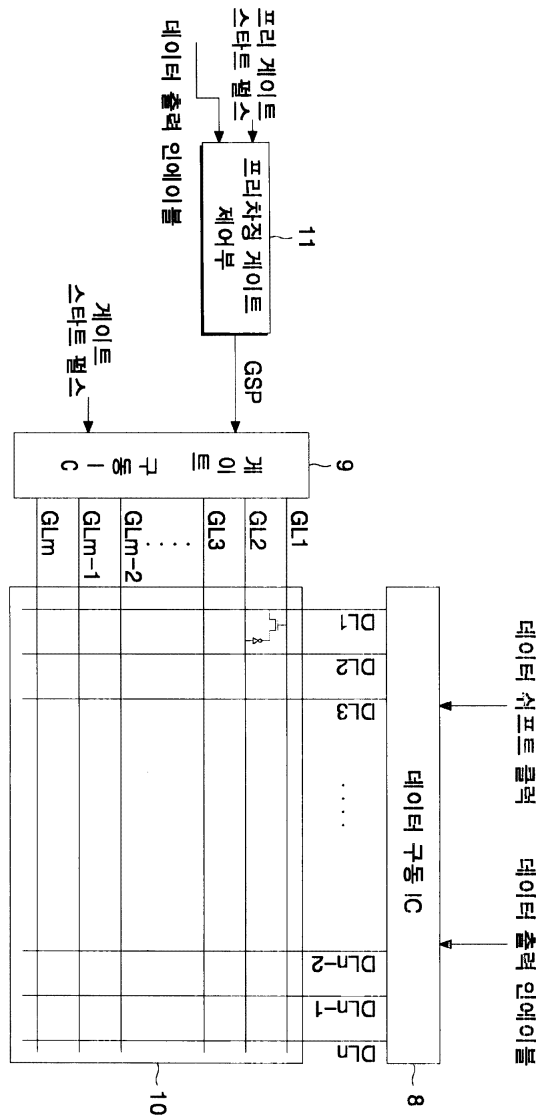 프리 게이트
스타트 펄스
데이터 출력 인에이블
프리차징 게이트
제어부
11
GSP
게이트
스타트 펄스
게이트
구동 IC
9
GL1
GL2
GL3
.....
GLm-2
GLm-1
GLm
데이터 쉬프트 클럭
데이터 출력 인에이블
데이터 구동 IC
8
DL1
DL2
DL3
.....
DLn-2
DLn-1
DLn
10